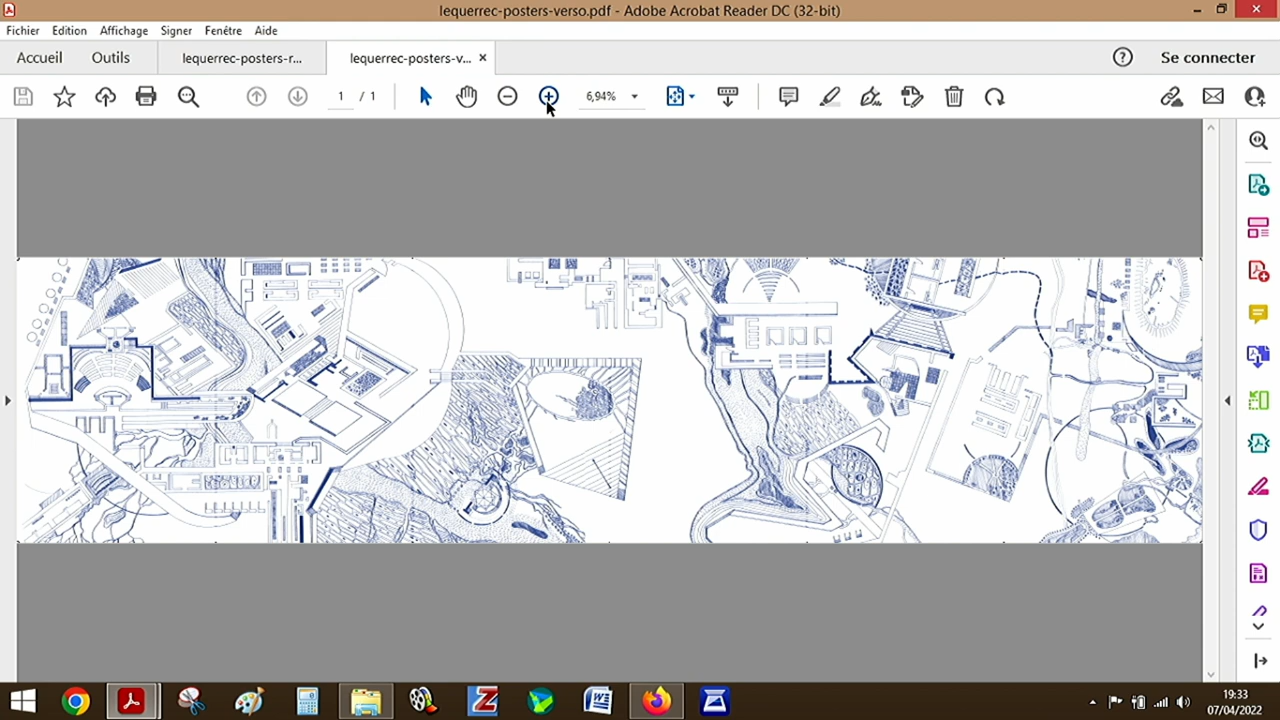 lequerrec-posters-verso.pdf - Adobe Acrobat Reader DC (32-bit)
Fichier Edition Affichage Signer Fenêtre Aide
Accueil Outils lequerrec-posters-r... lequerrec-posters-v... × Se connecter
1 / 1 6,94%
19:33
07/04/2022